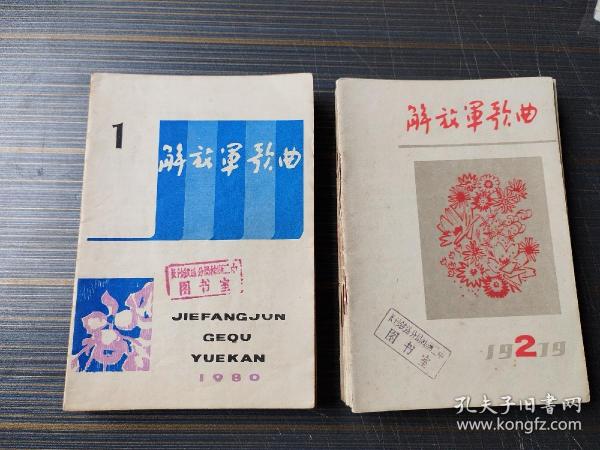 1
解放军歌曲
图书室
JIEFANGJUN
GEQU
YUEKAN
1980
解放军歌曲
图书室
1979
2
孔夫子旧书网
www.kongfz.com